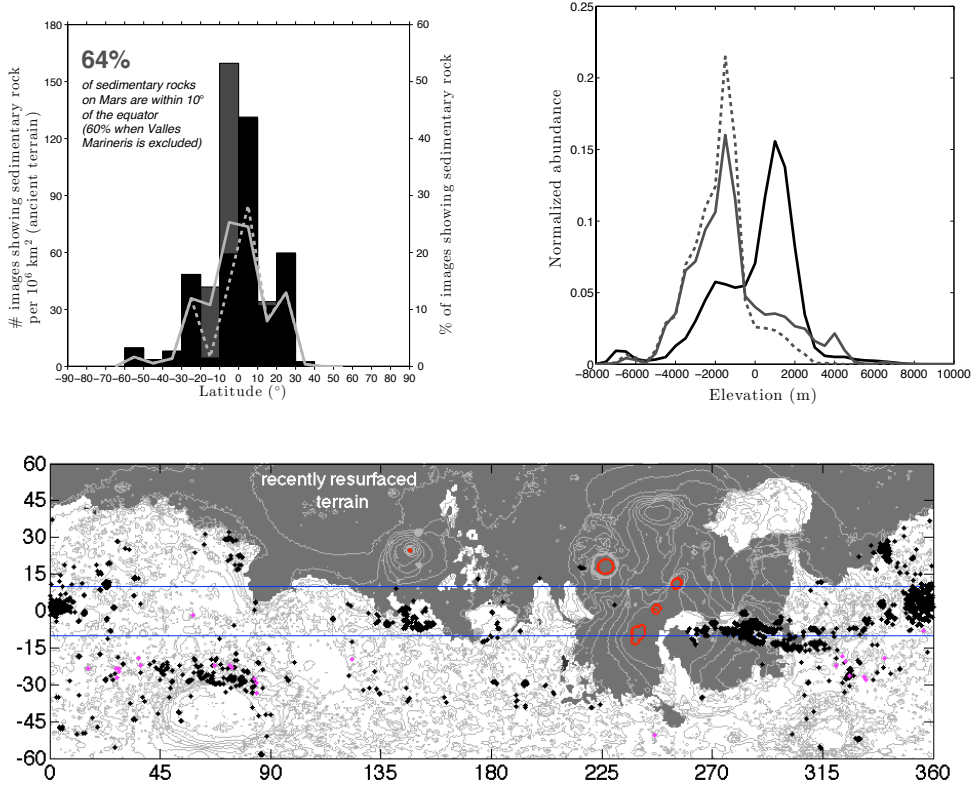 180
150
120
90
60
30
0
# images showing sedimentary rock
per 10⁶ km² (ancient terrain)
64%
of sedimentary rocks
on Mars are within 10°
of the equator
(60% when Valles
Marineris is excluded)
60
50
40
30
20
10
0
% of images showing sedimentary rock
−90−80−70−60−50−40−30−20−10 0 10 20 30 40 50 60 70 80 90
Latitude (°)
0.25
0.2
0.15
0.1
0.05
0
Normalized abundance
−8000 −6000 −4000 −2000 0 2000 4000 6000 8000 10000
Elevation (m)
60
45
30
15
0
-15
-30
-45
-60
recently resurfaced
terrain
0 45 90 135 180 225 270 315 360